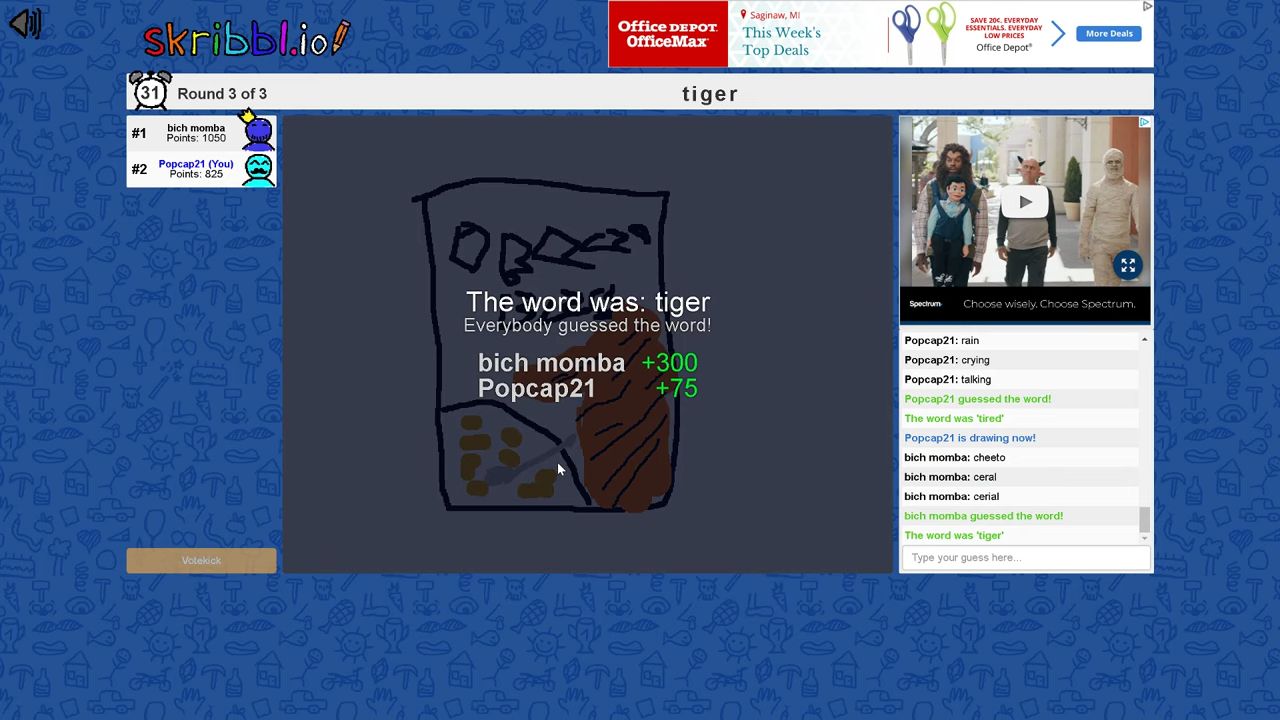 skribbl.io
OFFICE DEPOT
OfficeMax
Saginaw, MI
This Week's
Top Deals
SAVE 20¢. EVERYDAY
ESSENTIALS. EVERYDAY
LOW PRICES
Office Depot
More Deals
31
Round 3 of 3
tiger
#1
bich momba
Points: 1050
#2
Popcap21 (You)
Points: 825
The word was: tiger
Everybody guessed the word!
bich momba +300
Popcap21 +75
Votekick
Spectrum
Choose wisely. Choose Spectrum.
Popcap21: rain
Popcap21: crying
Popcap21: talking
Popcap21 guessed the word!
The word was 'tired'
Popcap21 is drawing now!
bich momba: cheeto
bich momba: ceral
bich momba: cerial
bich momba guessed the word!
The word was 'tiger'
Type your guess here...